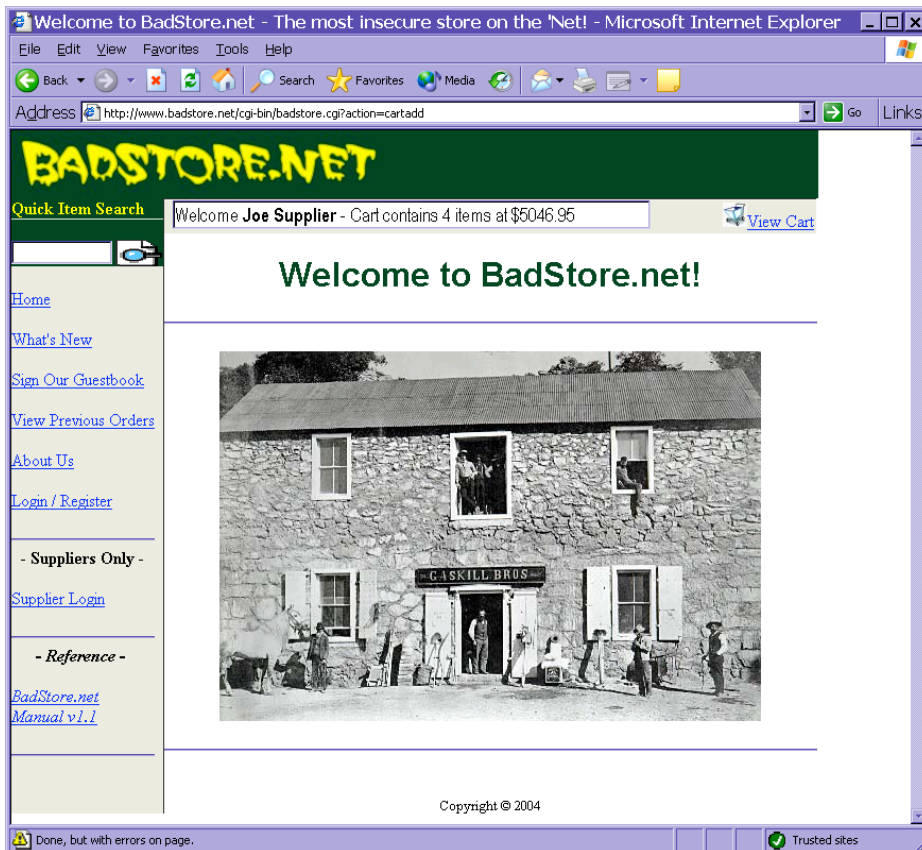 Welcome to BadStore.net - The most insecure store on the 'Net! - Microsoft Internet Explorer
File Edit View Favorites Tools Help
Back Search Favorites Media
Address http://www.badstore.net/cgi-bin/badstore.cgi?action=cartadd Go Links
BADSTORE.NET
Quick Item Search
Welcome Joe Supplier - Cart contains 4 items at $5046.95
View Cart
Welcome to BadStore.net!
Home
What's New
Sign Our Guestbook
View Previous Orders
About Us
Login / Register
- Suppliers Only -
Supplier Login
- Reference -
BadStore.net
Manual v1.1
GASKILL BROS
Copyright © 2004
Done, but with errors on page.
Trusted sites